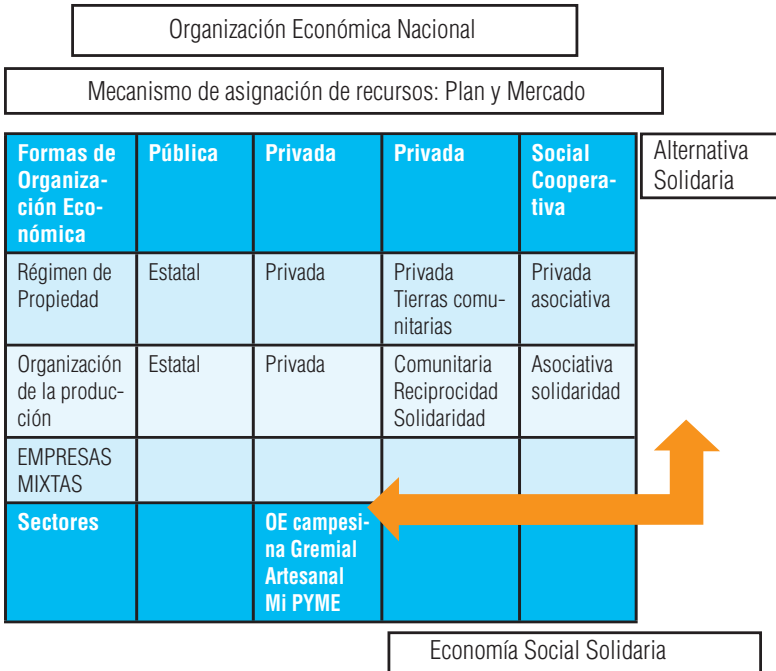 Organización Económica Nacional
Mecanismo de asignación de recursos: Plan y Mercado
Formas de
Organiza-
ción Eco-
nómica
Pública
Privada
Privada
Social
Coopera-
tiva
Alternativa
Solidaria
Régimen de
Propiedad
Estatal
Privada
Privada
Tierras comu-
nitarias
Privada
asociativa
Organización
de la produc-
ción
Estatal
Privada
Comunitaria
Reciprocidad
Solidaridad
Asociativa
solidaridad
EMPRESAS
MIXTAS
Sectores
OE campesi-
na Gremial
Artesanal
Mi PYME
Economía Social Solidaria